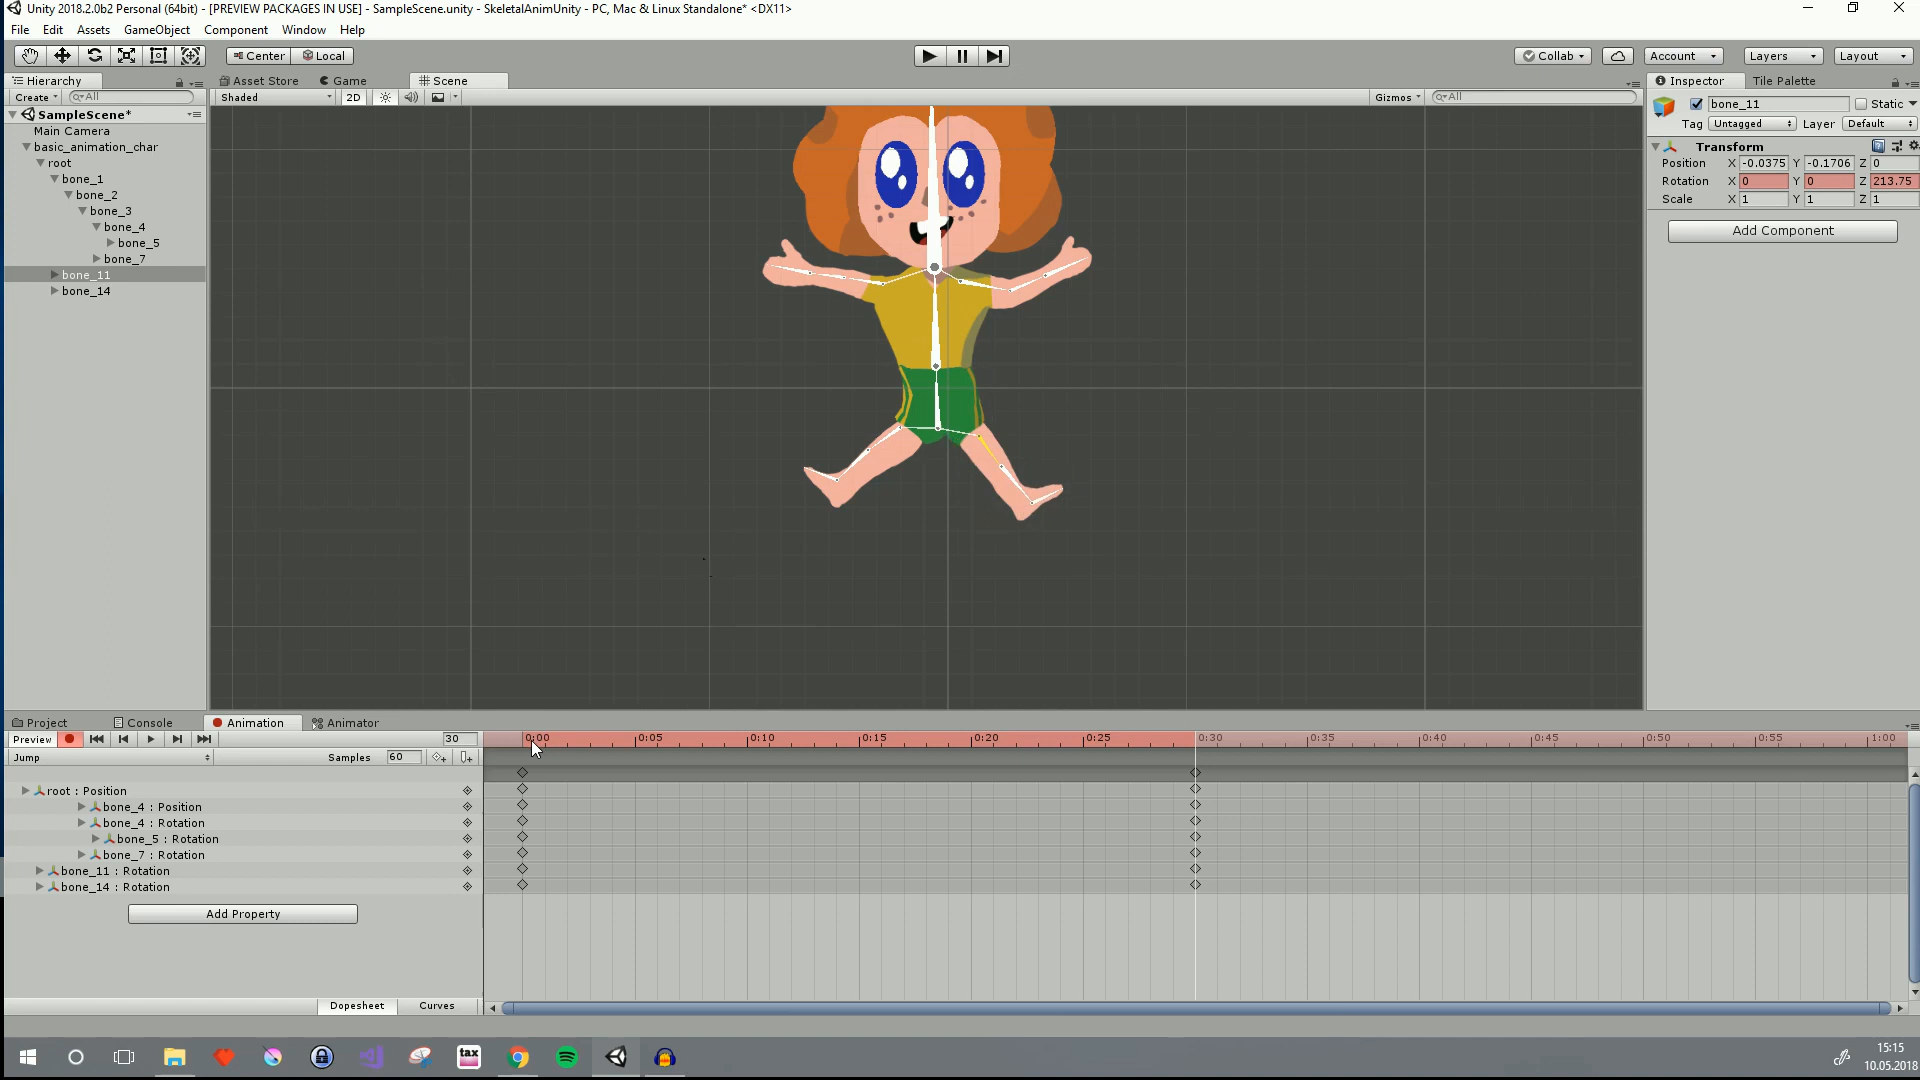 Unity 2018.2.0b2 Personal (64bit) - [PREVIEW PACKAGES IN USE] - SampleScene.unity - SkeletalAnimUnity - PC, Mac & Linux Standalone* <DX11>
File Edit Assets GameObject Component Window Help
Center Local Collab Account Layers Layout
Hierarchy Asset Store Game Scene Inspector Tile Palette
Create All Shaded 2D Gizmos All
bone_11 Static
SampleScene*
Tag Untagged Layer Default
Main Camera
basic_animation_char
Transform
root
Position X -0.0375 Y -0.1706 Z 0
bone_1
Rotation X 0 Y 0 Z 213.75
bone_2
Scale X 1 Y 1 Z 1
bone_3
bone_4
Add Component
bone_5
bone_7
bone_11
bone_14
Project Console Animation Animator
Preview 30 0:00 0:05 0:10 0:15 0:20 0:25 0:30 0:35 0:40 0:45 0:50 0:55 1:00
Jump Samples 60
root : Position
bone_4 : Position
bone_4 : Rotation
bone_5 : Rotation
bone_7 : Rotation
bone_11 : Rotation
bone_14 : Rotation
Add Property
Dopesheet Curves
tax
15:15
10.05.2018